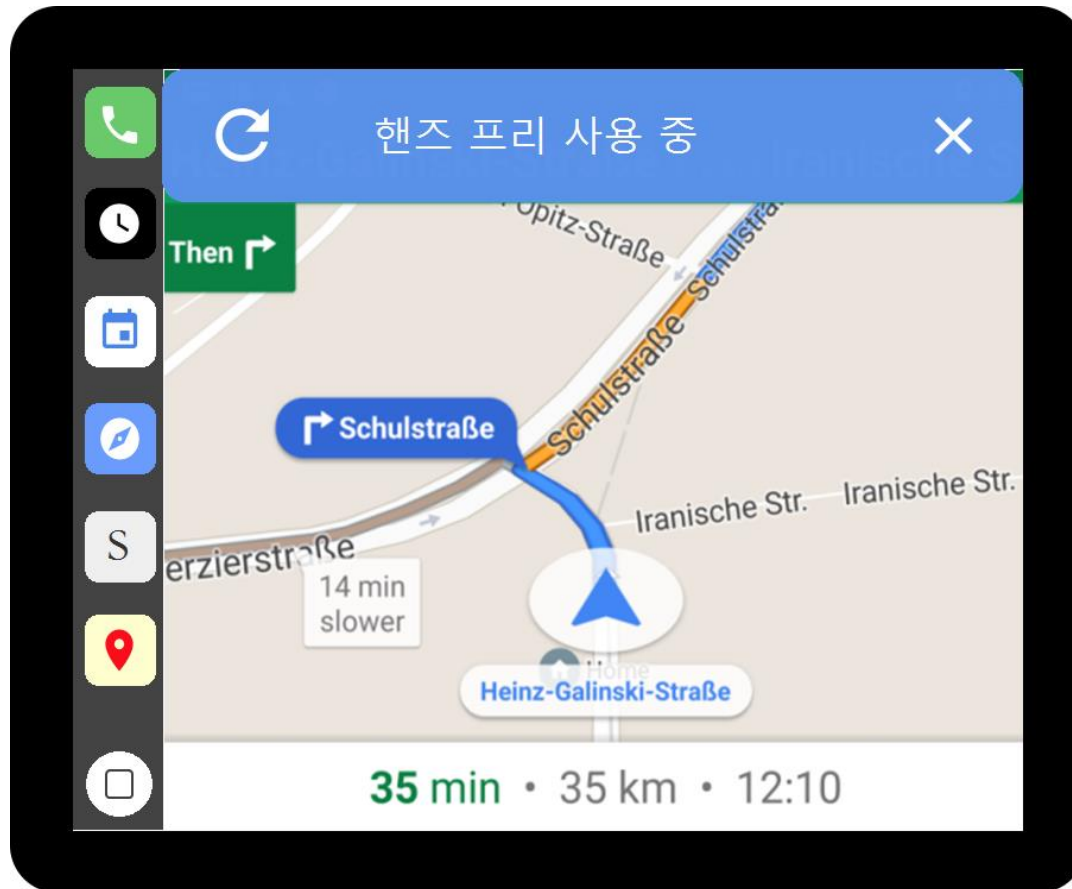 핸즈 프리 사용 중
Opitz-Straße
Schulstraße
Then
Schulstraße
Schulstraße
Iranische Str.
Iranische Str.
erzierstraße
14 min
slower
S
Home
Heinz-Galinski-Straße
35 min • 35 km • 12:10